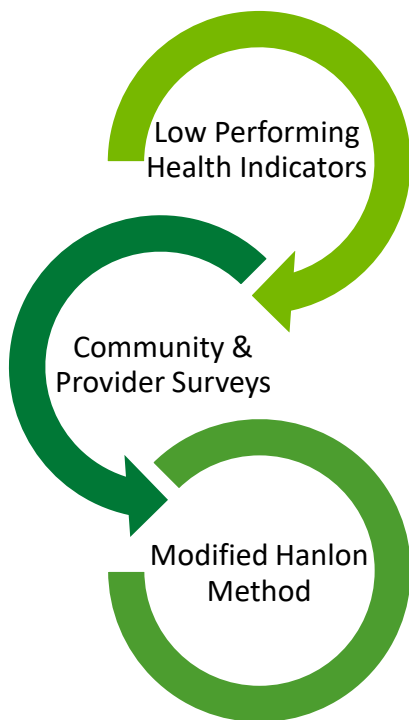 Low Performing
Health Indicators
Community &
Provider Surveys
Modified Hanlon
Method